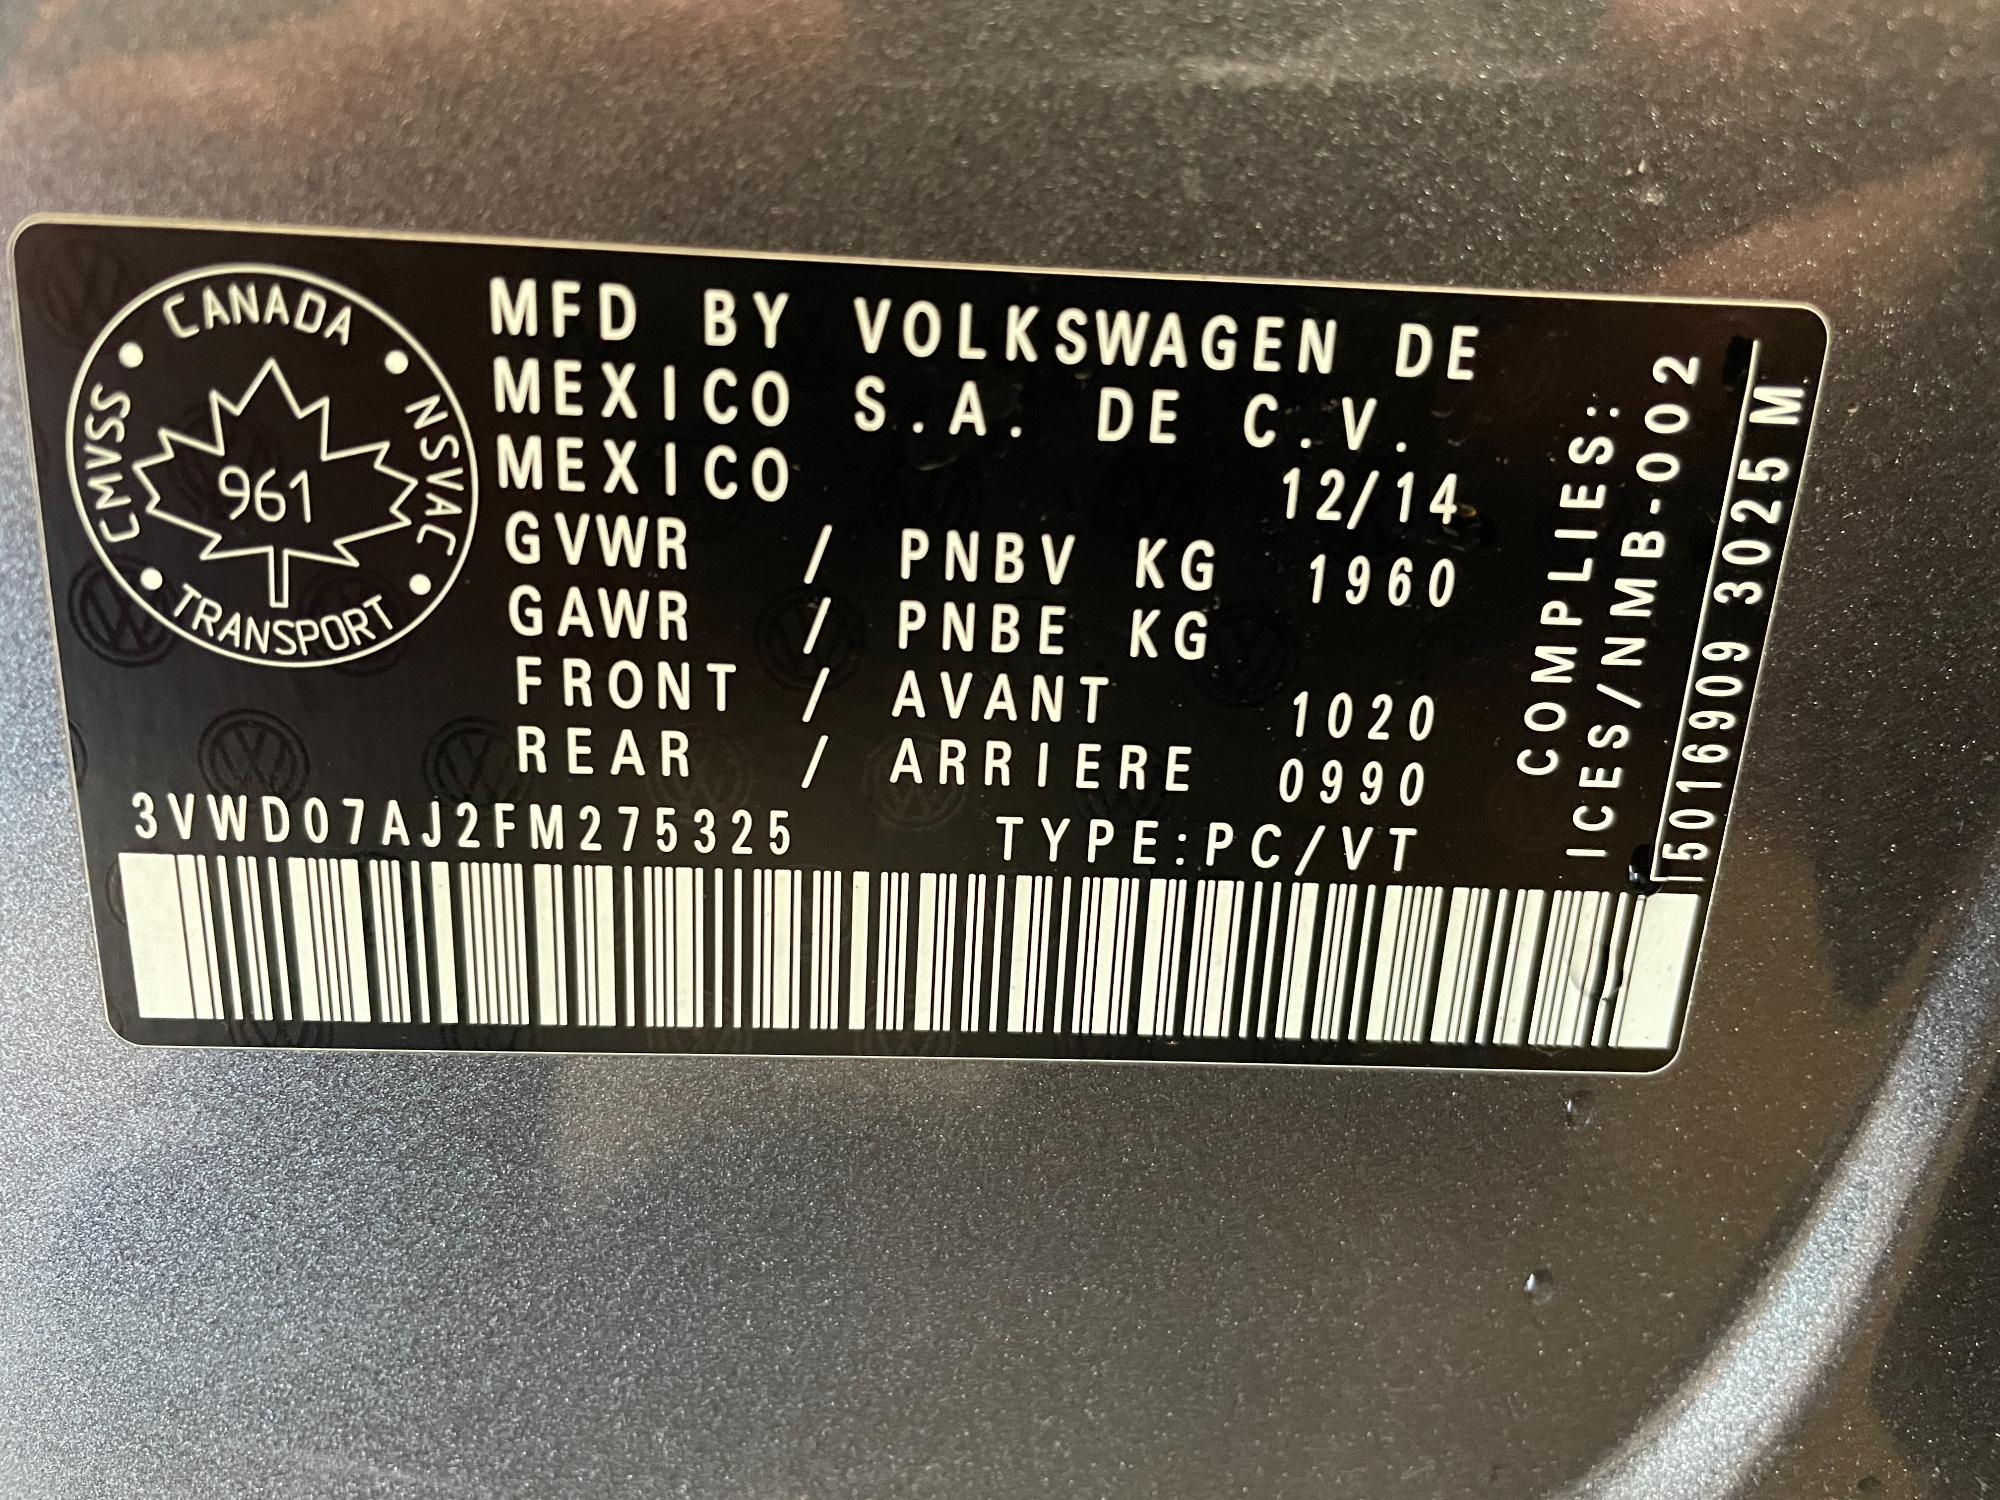 CANADA
CMVSS
NSVAC
961
TRANSPORT
MFD BY VOLKSWAGEN DE
MEXICO S.A. DE C.V.
MEXICO 12/14
GVWR / PNBV KG 1960
GAWR / PNBE KG
FRONT / AVANT 1020
REAR / ARRIERE 0990
3VWD07AJ2FM275325 TYPE:PC/VT
COMPLIES:
ICES/NMB-002
5016909 3025 M